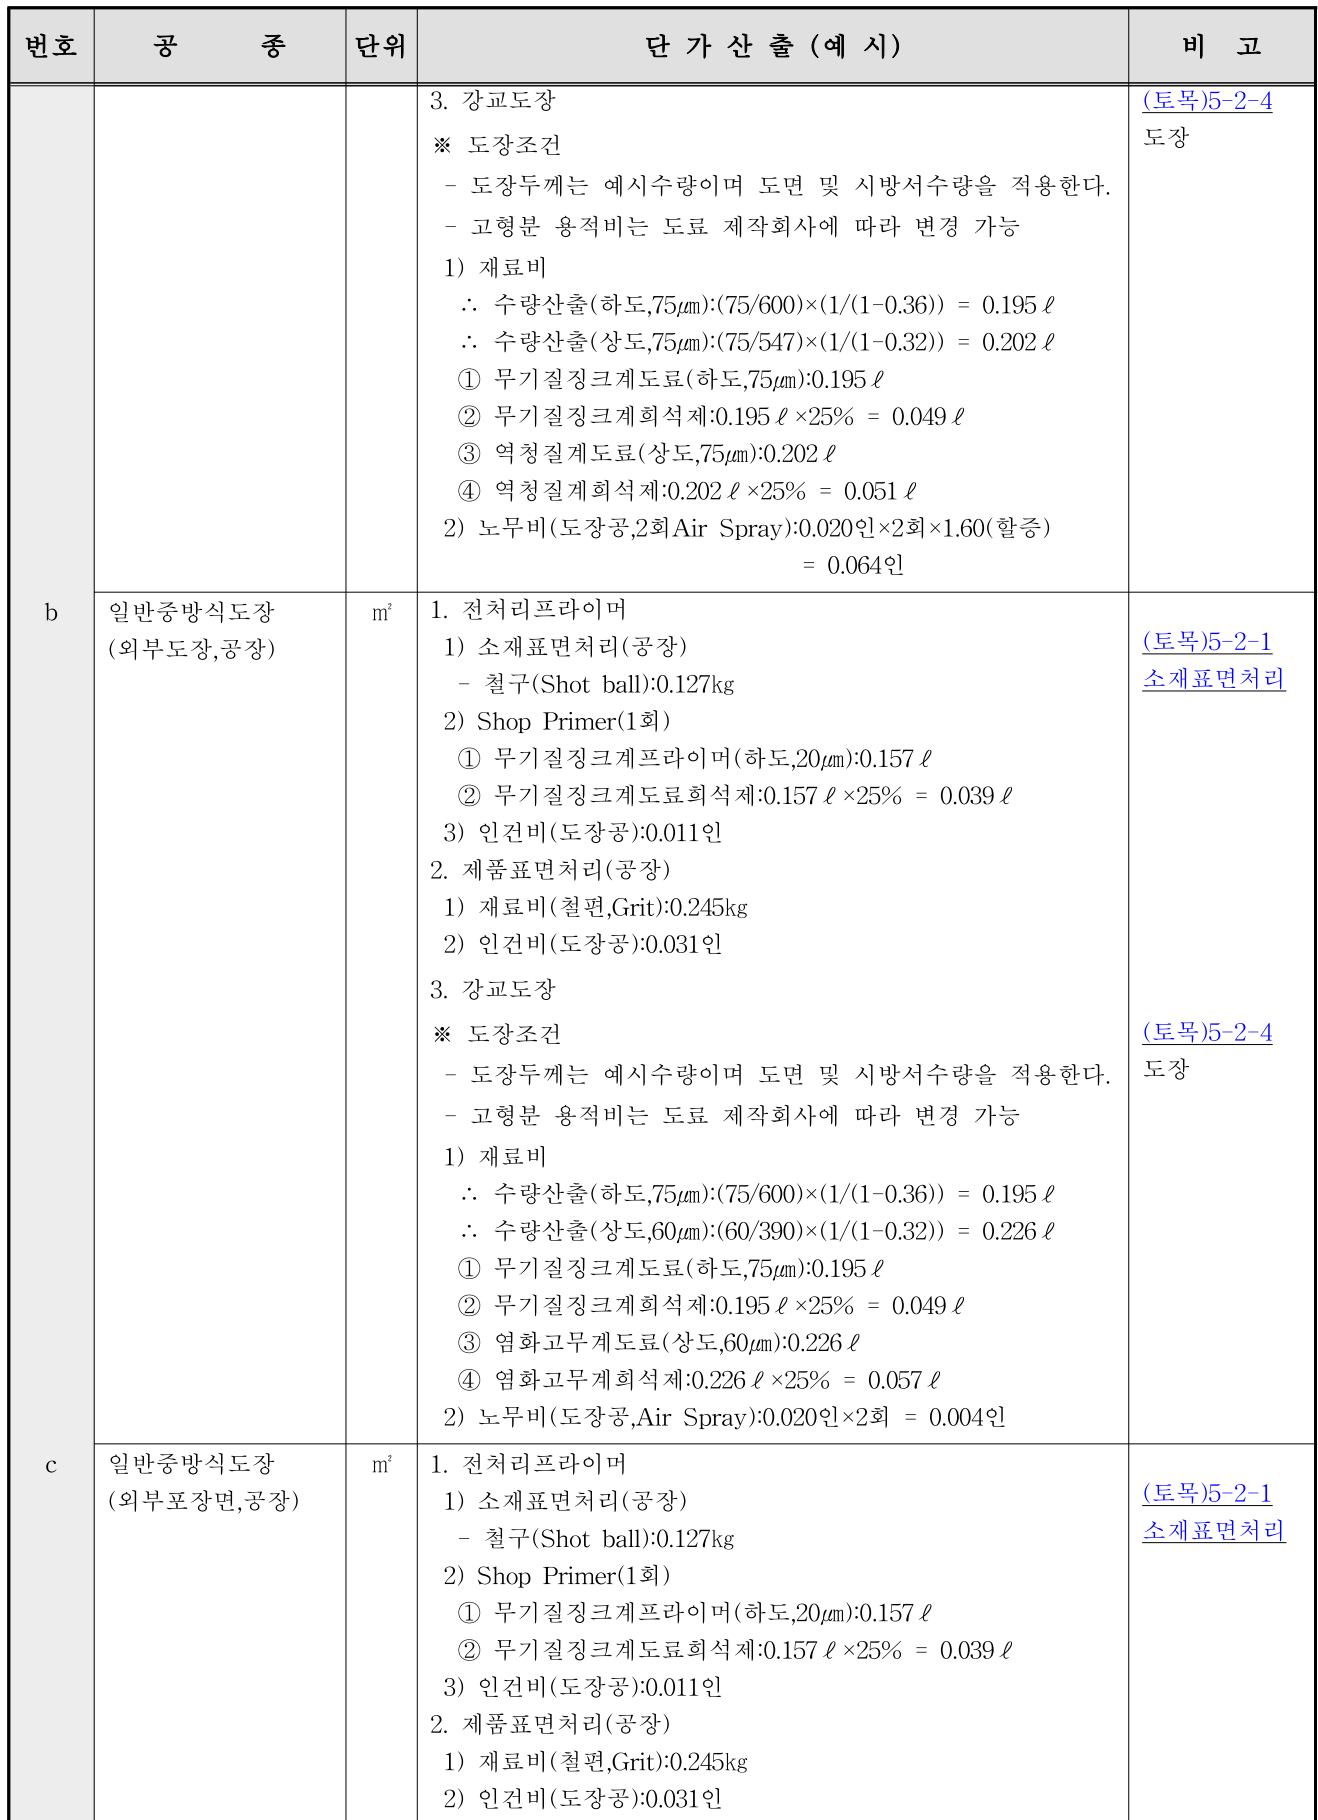 번호 공 종 단위 단 가 산 출 (예 시) 비 고
3. 강교도장 (토목)5-2-4
※ 도장조건 도장
- 도장두께는 예시수량이며 도면 및 시방서수량을 적용한다.
- 고형분 용적비는 도료 제작회사에 따라 변경 가능
1) 재료비
∴ 수량산출(하도,75㎛):(75/600)×(1/(1-0.36)) = 0.195ℓ
∴ 수량산출(상도,75㎛):(75/547)×(1/(1-0.32)) = 0.202ℓ
① 무기질징크계도료(하도,75㎛):0.195ℓ
② 무기질징크계희석제:0.195ℓ×25% = 0.049ℓ
③ 역청질계도료(상도,75㎛):0.202ℓ
④ 역청질계희석제:0.202ℓ×25% = 0.051ℓ
2) 노무비(도장공,2회Air Spray):0.020인×2회×1.60(할증)
= 0.064인
b 일반중방식도장 ㎡ 1. 전처리프라이머
(외부도장,공장) 1) 소재표면처리(공장) (토목)5-2-1
- 철구(Shot ball):0.127㎏ 소재표면처리
2) Shop Primer(1회)
① 무기질징크계프라이머(하도,20㎛):0.157ℓ
② 무기질징크계도료희석제:0.157ℓ×25% = 0.039ℓ
3) 인건비(도장공):0.011인
2. 제품표면처리(공장)
1) 재료비(철편,Grit):0.245㎏
2) 인건비(도장공):0.031인
3. 강교도장
※ 도장조건 (토목)5-2-4
- 도장두께는 예시수량이며 도면 및 시방서수량을 적용한다. 도장
- 고형분 용적비는 도료 제작회사에 따라 변경 가능
1) 재료비
∴ 수량산출(하도,75㎛):(75/600)×(1/(1-0.36)) = 0.195ℓ
∴ 수량산출(상도,60㎛):(60/390)×(1/(1-0.32)) = 0.226ℓ
① 무기질징크계도료(하도,75㎛):0.195ℓ
② 무기질징크계희석제:0.195ℓ×25% = 0.049ℓ
③ 염화고무계도료(상도,60㎛):0.226ℓ
④ 염화고무계희석제:0.226ℓ×25% = 0.057ℓ
2) 노무비(도장공,Air Spray):0.020인×2회 = 0.004인
c 일반중방식도장 ㎡ 1. 전처리프라이머
(외부포장면,공장) 1) 소재표면처리(공장) (토목)5-2-1
- 철구(Shot ball):0.127㎏ 소재표면처리
2) Shop Primer(1회)
① 무기질징크계프라이머(하도,20㎛):0.157ℓ
② 무기질징크계도료희석제:0.157ℓ×25% = 0.039ℓ
3) 인건비(도장공):0.011인
2. 제품표면처리(공장)
1) 재료비(철편,Grit):0.245㎏
2) 인건비(도장공):0.031인